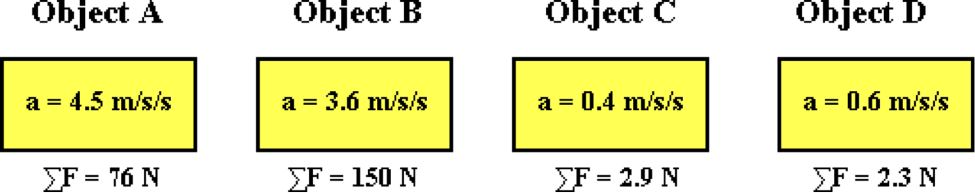 Object A Object B Object C Object D
a = 4.5 m/s/s a = 3.6 m/s/s a = 0.4 m/s/s a = 0.6 m/s/s
∑F = 76 N ∑F = 150 N ∑F = 2.9 N ∑F = 2.3 N